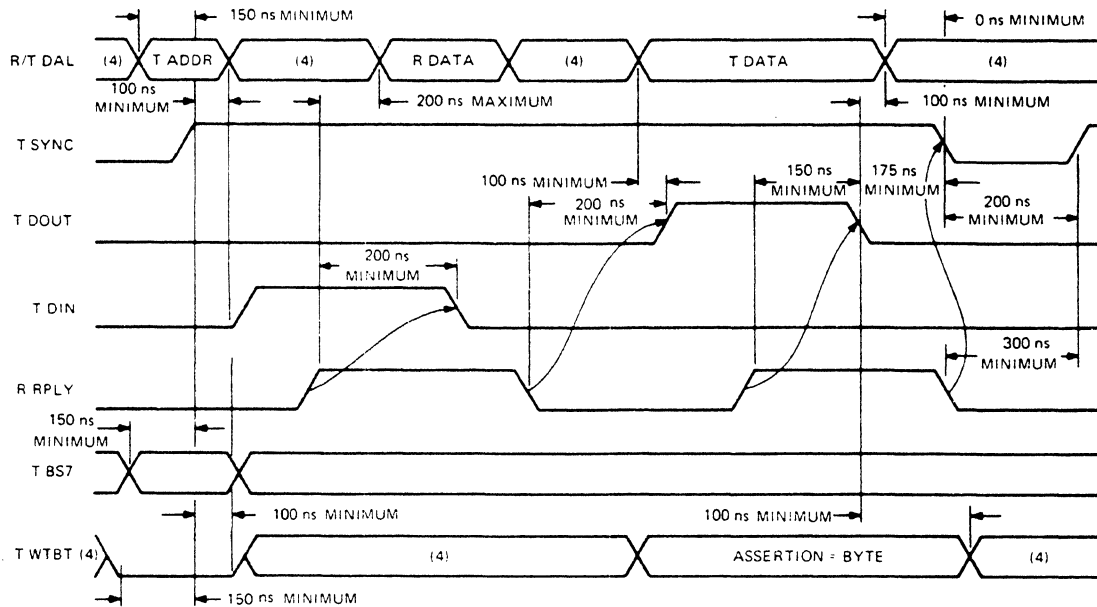 150 ns MINIMUM
0 ns MINIMUM
R/T DAL
(4)
T ADDR
(4)
R DATA
(4)
T DATA
(4)
100 ns
MINIMUM
200 ns MAXIMUM
100 ns MINIMUM
T SYNC
100 ns MINIMUM
200 ns
MINIMUM
150 ns
MINIMUM
175 ns
MINIMUM
200 ns
MINIMUM
T DOUT
200 ns
MINIMUM
T DIN
300 ns
MINIMUM
R RPLY
150 ns
MINIMUM
T BS7
100 ns MINIMUM
100 ns MINIMUM
T WTBT
(4)
(4)
ASSERTION = BYTE
(4)
150 ns MINIMUM